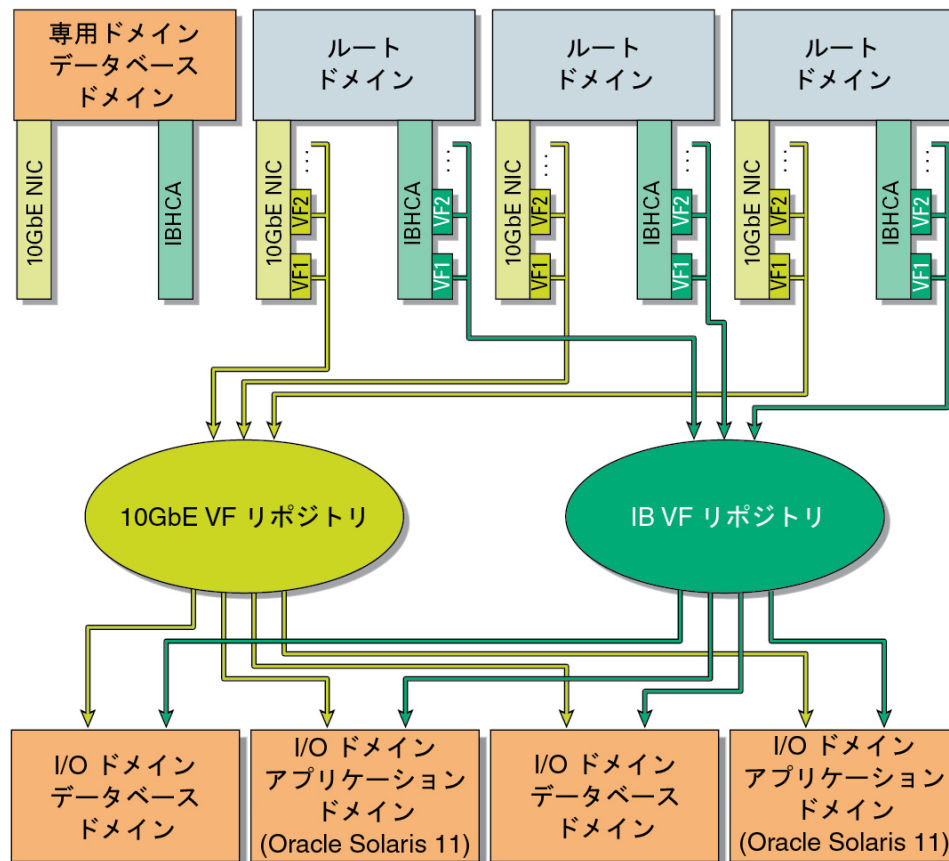 専用ドメイン
データベース
ドメイン
ルート
ドメイン
ルート
ドメイン
ルート
ドメイン
10GbE NIC
IBHCA
10GbE NIC
VF2
VF1
...
IBHCA
VF2
VF1
...
10GbE NIC
VF2
VF1
...
IBHCA
VF2
VF1
...
10GbE NIC
VF2
VF1
...
IBHCA
VF2
VF1
...
10GbE VF リポジトリ
IB VF リポジトリ
I/O ドメイン
データベース
ドメイン
I/O ドメイン
アプリケーション
ドメイン
(Oracle Solaris 11)
I/O ドメイン
データベース
ドメイン
I/O ドメイン
アプリケーション
ドメイン
(Oracle Solaris 11)